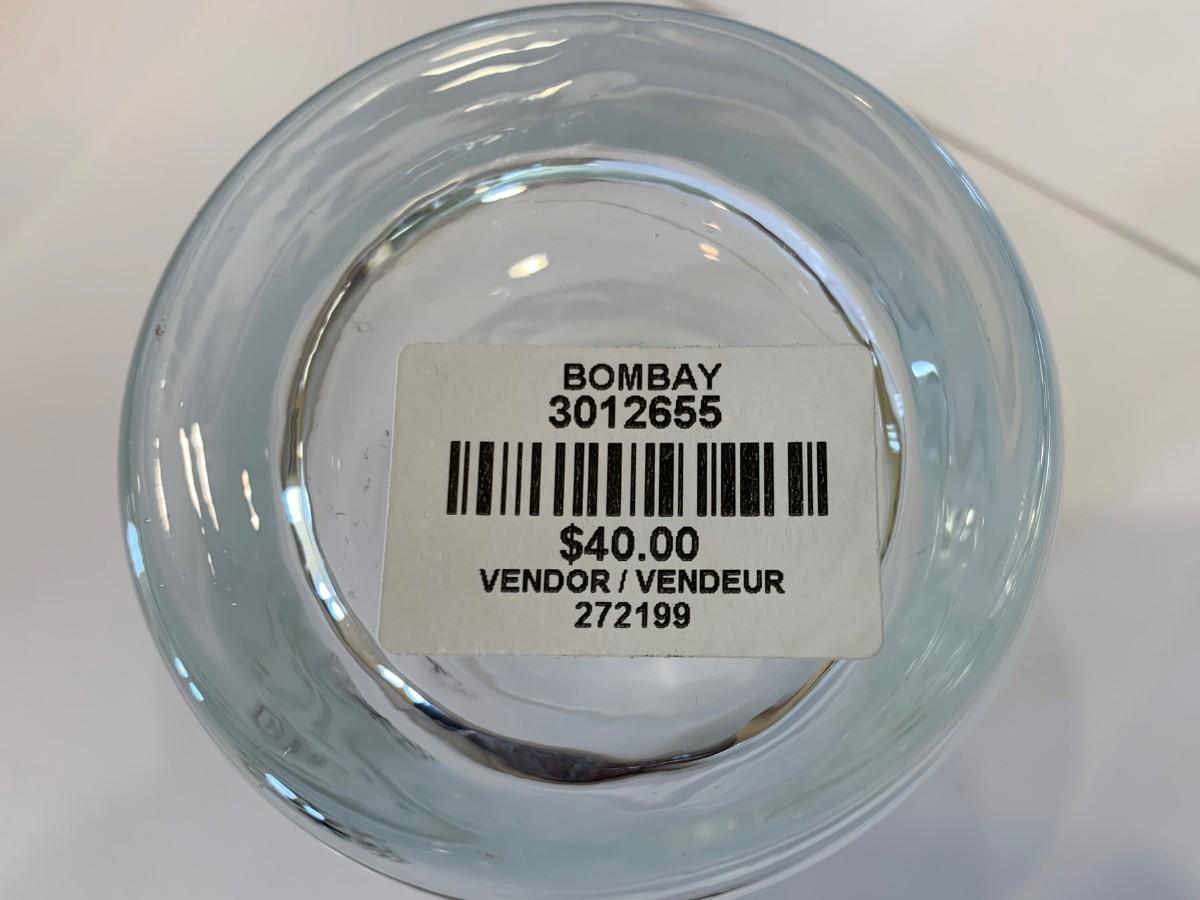 BOMBAY
3012655
$40.00
VENDOR / VENDEUR
272199